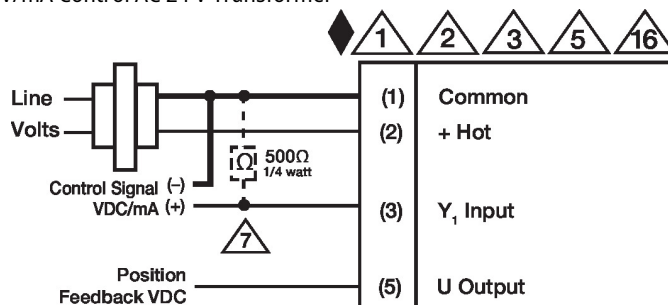 V/mA Control AC 24 V Transformer
1 2 3 5 16
Line
Volts
(1) Common
(2) + Hot
Ω 500Ω
1/4 watt
Control Signal (–)
VDC/mA (+)
(3) Y₁ Input
7
Position
Feedback VDC
(5) U Output